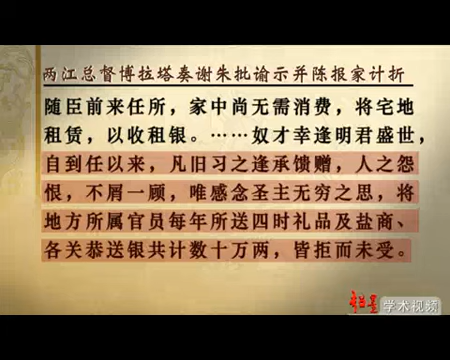 两江总督博拉塔奏谢朱批谕示并陈报家计折
随臣前来任所，家中尚无需消费，将宅地
租赁，以收租银。……奴才幸逢明君盛世，
自到任以来，凡旧习之逢承馈赠，人之怨
恨，不屑一顾，唯感念圣主无穷之思，将
地方所属官员每年所送四时礼品及盐商、
各关恭送银共计数十万两，皆拒而未受。
学术视频